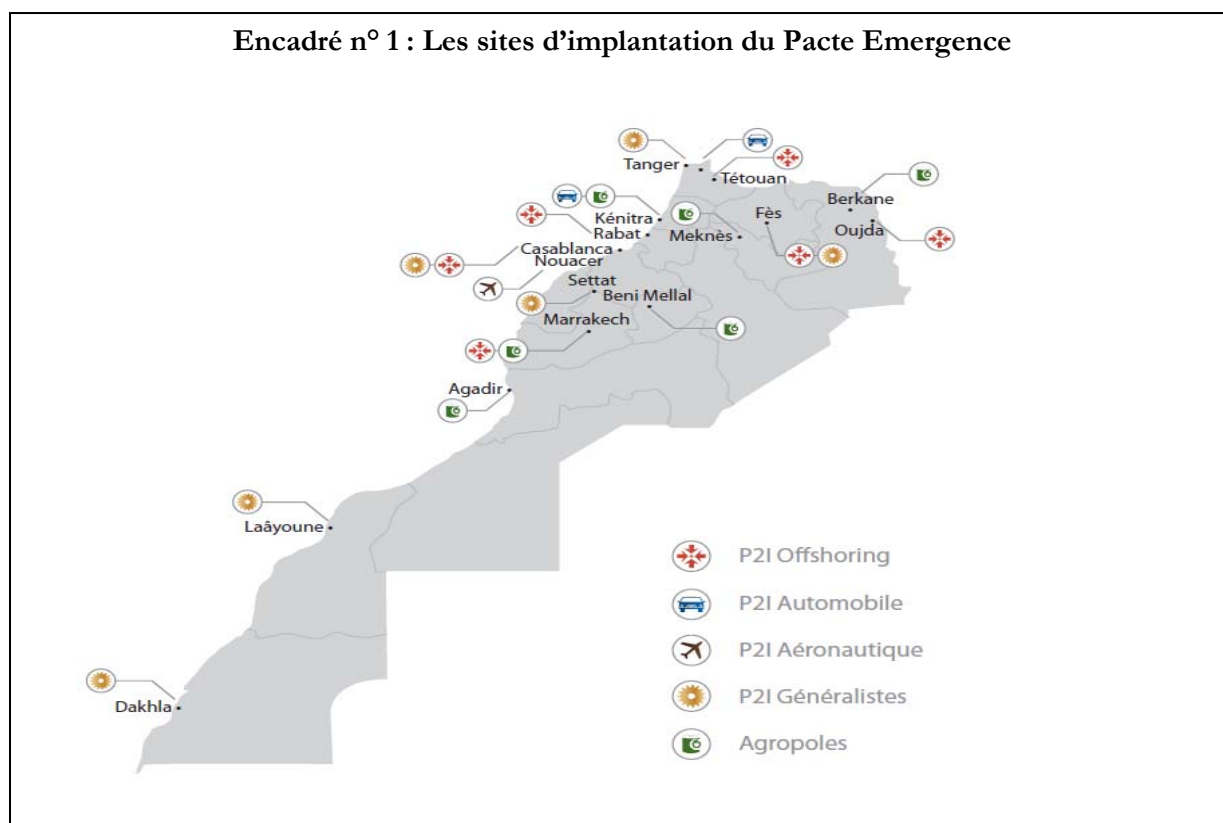 Encadré n° 1 : Les sites d’implantation du Pacte Emergence
Tanger
Tétouan
Berkane
Kénitra
Fès
Rabat
Meknès
Oujda
Casablanca
Nouacer
Settat
Beni Mellal
Marrakech
Agadir
Laâyoune
P2I Offshoring
P2I Automobile
P2I Aéronautique
P2I Généralistes
Dakhla
Agropoles